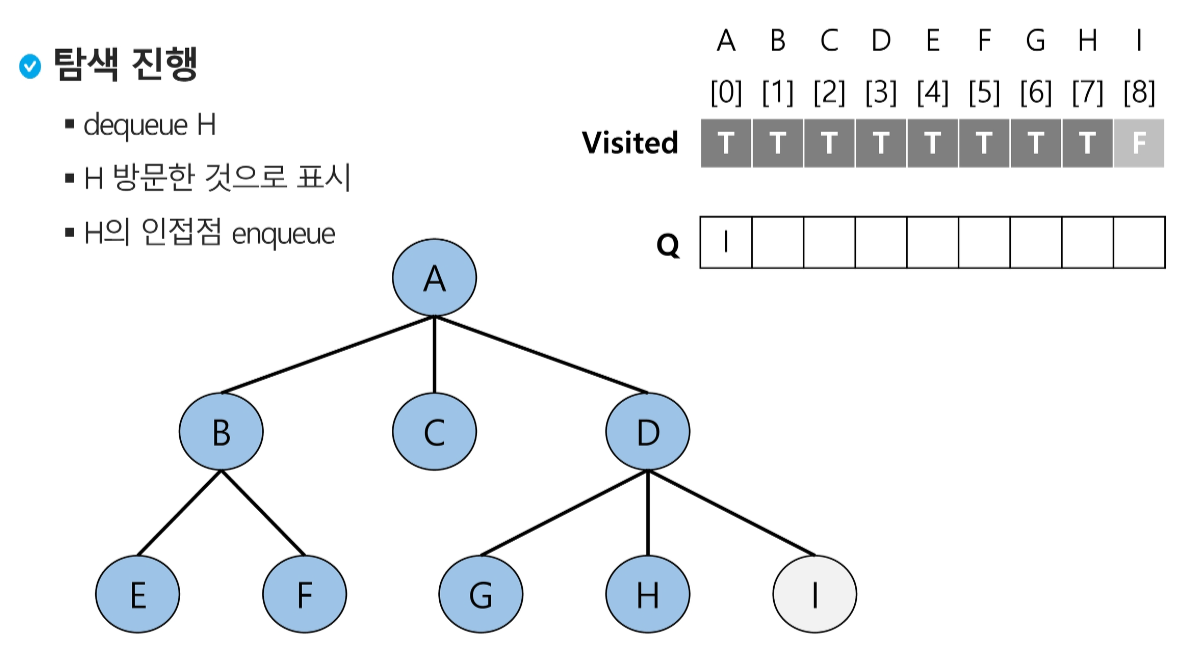 탐색 진행
dequeue H
H 방문한 것으로 표시
H의 인접점 enqueue
A B C D E F G H I
[0] [1] [2] [3] [4] [5] [6] [7] [8]
Visited T T T T T T T T F
Q I
A
B C D
E F G H I